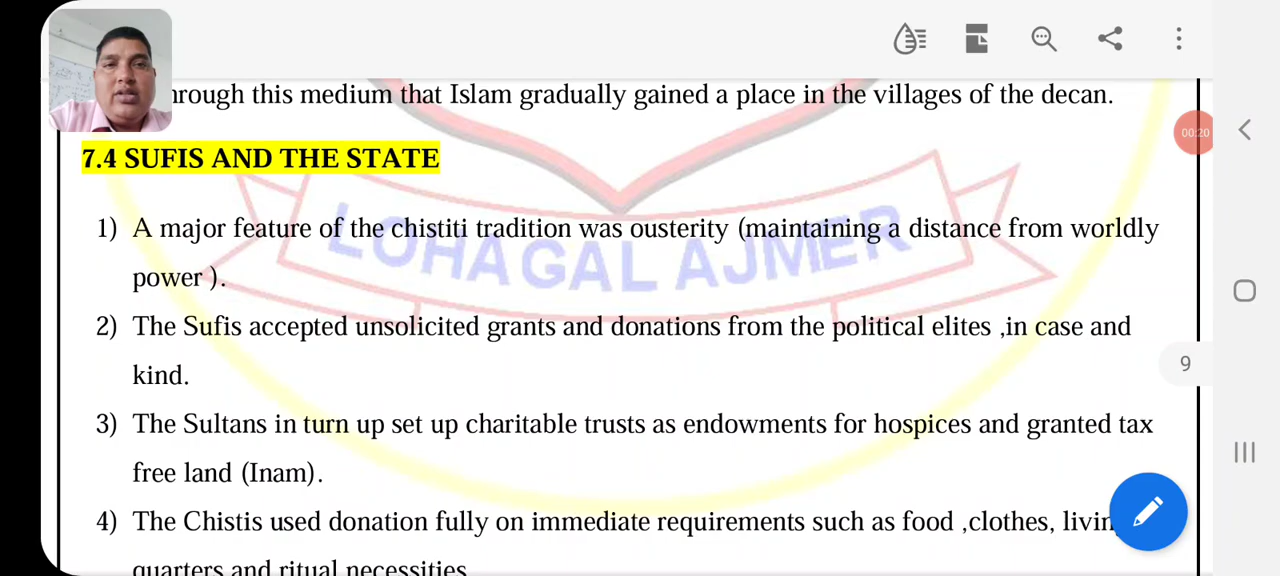 hrough this medium that Islam gradually gained a place in the villages of the decan.
00:20
7.4 SUFIS AND THE STATE
1) A major feature of the chistiti tradition was ousterity (maintaining a distance from worldly
power ).
LOHAGAL AJMER
2) The Sufis accepted unsolicited grants and donations from the political elites ,in case and
kind.
9
3) The Sultans in turn up set up charitable trusts as endowments for hospices and granted tax
free land (Inam).
4) The Chistis used donation fully on immediate requirements such as food ,clothes, livin
quarters and ritual necessities